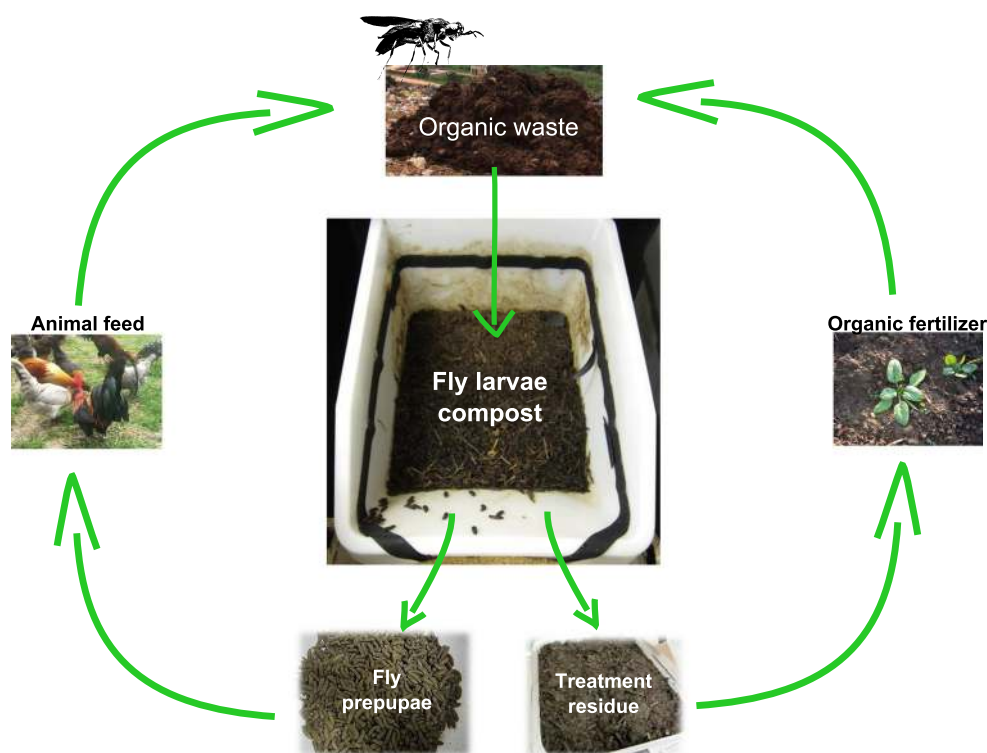 Organic waste
Animal feed
Organic fertilizer
Fly larvae
compost
Fly
prepupae
Treatment
residue